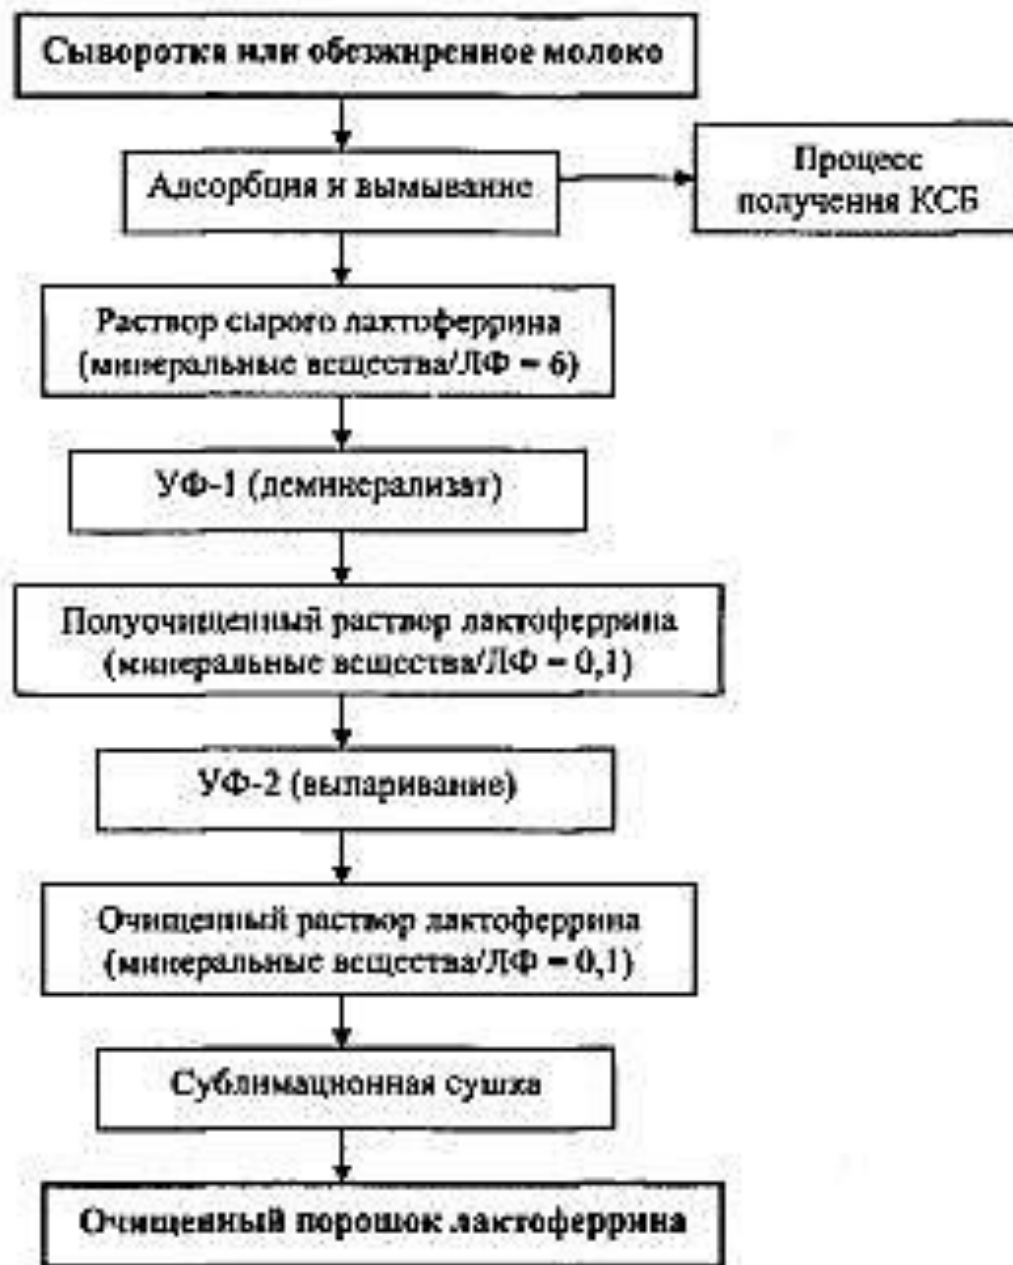 Сыворотка или обезжиренное молоко
Адсорбция и вымывание
Процесс
получения КСБ
Раствор сырого лактоферрина
(минеральные вещества/ЛФ = 6)
УФ-1 (деминерализат)
Полуочищенный раствор лактоферрина
(минеральные вещества/ЛФ = 0,1)
УФ-2 (выпаривание)
Очищенный раствор лактоферрина
(минеральные вещества/ЛФ = 0,1)
Сублимационная сушка
Очищенный порошок лактоферрина